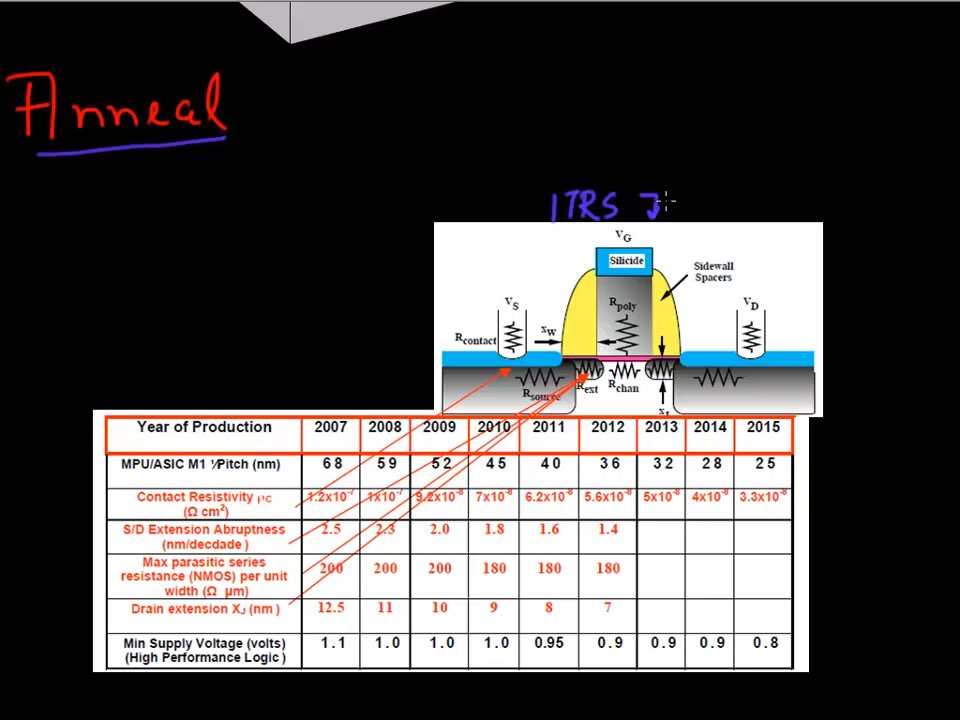 Anneal
ITRS
VG
Silicide
Sidewall
Spacers
VS
Rpoly
VD
xW
Rcontact
Rsource
Rext
Rchan
xJ
Year of Production 2007 2008 2009 2010 2011 2012 2013 2014 2015
MPU/ASIC M1 ½Pitch (nm) 68 59 52 45 40 36 32 28 25
Contact Resistivity ρC 1.2x10⁻⁷ 1x10⁻⁷ 9.2x10⁻⁸ 7x10⁻⁸ 6.2x10⁻⁸ 5.6x10⁻⁸ 5x10⁻⁸ 4x10⁻⁸ 3.3x10⁻⁸
(Ω cm²)
S/D Extension Abruptness 2.5 2.3 2.0 1.8 1.6 1.4
(nm/decdade )
Max parasitic series
resistance (NMOS) per unit 200 200 200 180 180 180
width (Ω μm)
Drain extension XJ (nm ) 12.5 11 10 9 8 7
Min Supply Voltage (volts) 1.1 1.0 1.0 1.0 0.95 0.9 0.9 0.9 0.8
(High Performance Logic )